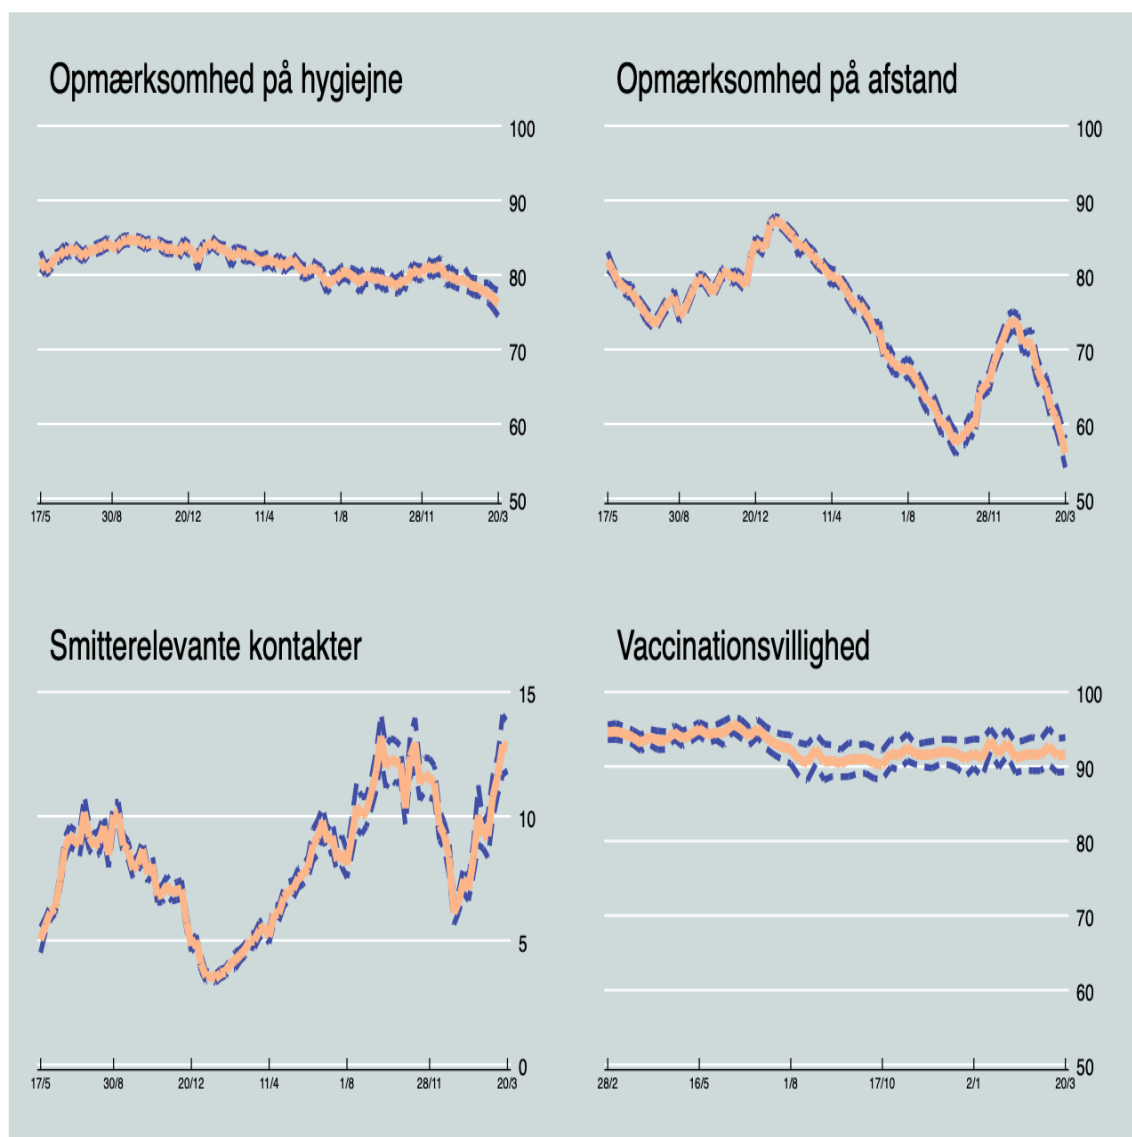 Opmærksomhed på hygiejne
100
90
80
70
60
50
17/5 30/8 20/12 11/4 1/8 28/11 20/3
Opmærksomhed på afstand
100
90
80
70
60
50
17/5 30/8 20/12 11/4 1/8 28/11 20/3
Smitterelevante kontakter
15
10
5
0
17/5 30/8 20/12 11/4 1/8 28/11 20/3
Vaccinationsvillighed
100
90
80
70
60
50
28/2 16/5 1/8 17/10 2/1 20/3